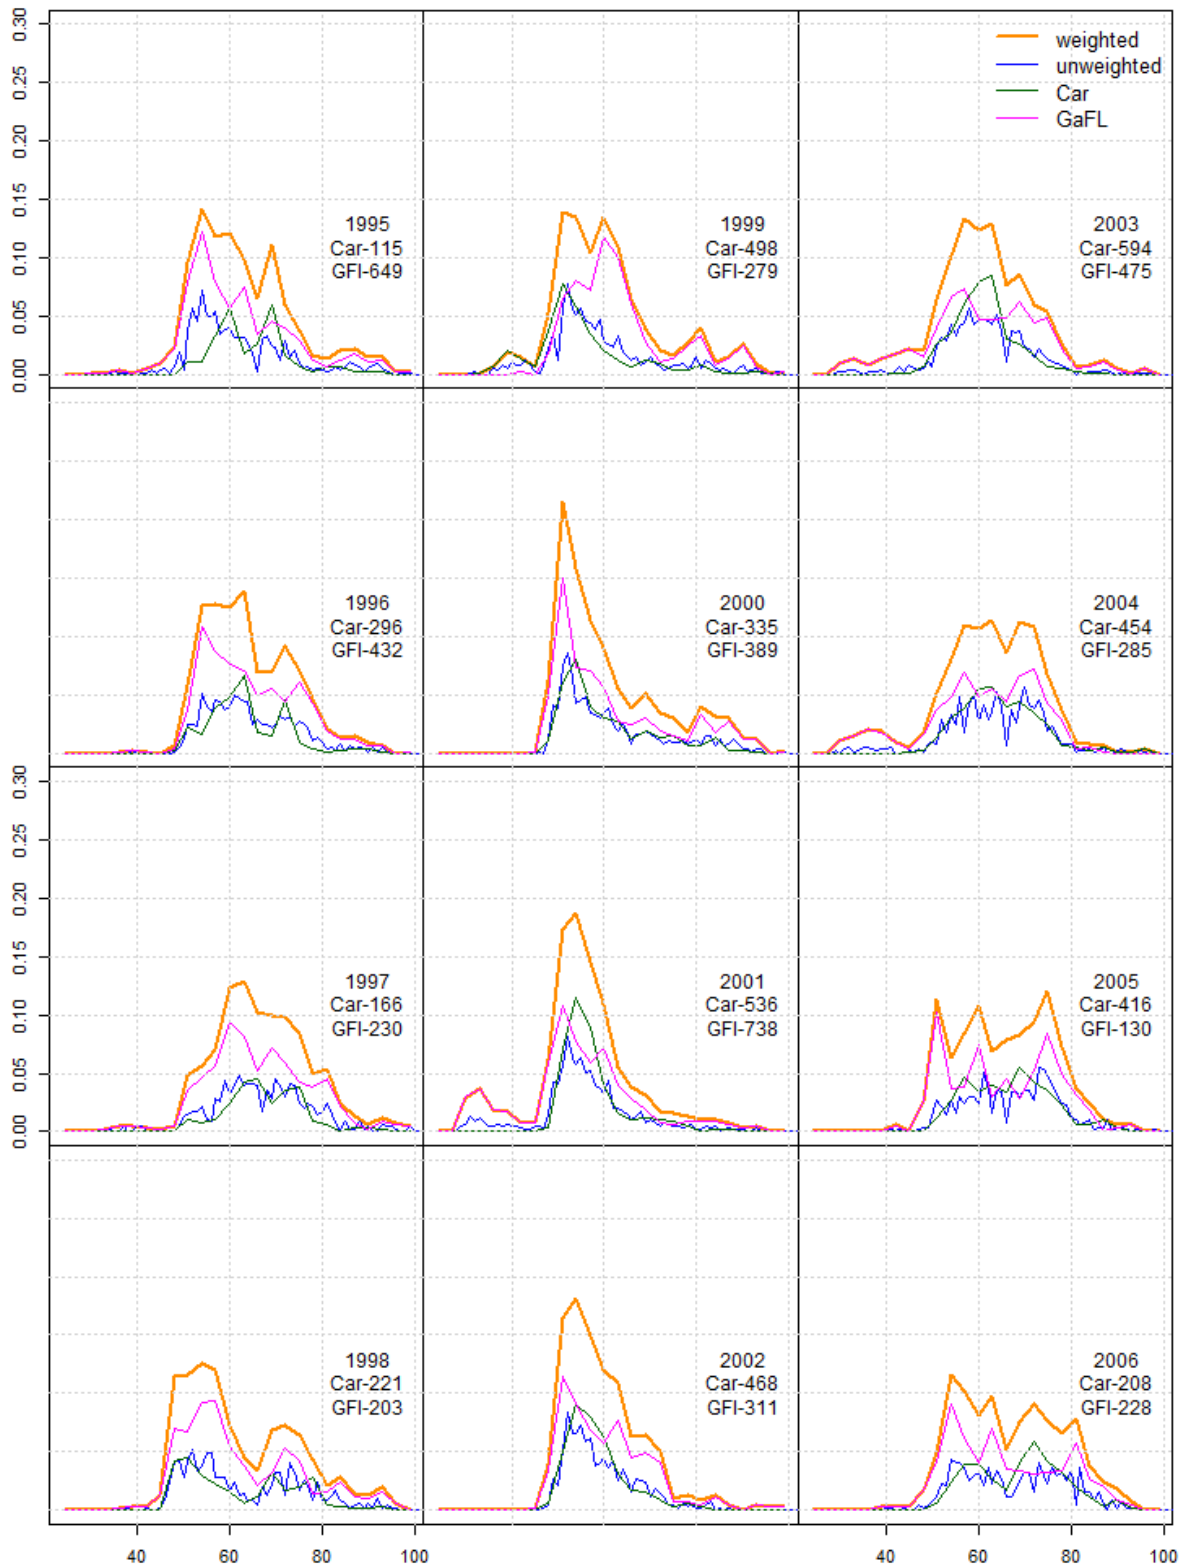 0.30
0.25
0.20
0.15
0.10
0.05
0.00
weighted
unweighted
Car
GaFL
1995
Car-115
GFI-649
1999
Car-498
GFI-279
2003
Car-594
GFI-475
1996
Car-296
GFI-432
2000
Car-335
GFI-389
2004
Car-454
GFI-285
0.30
0.25
0.20
0.15
0.10
0.05
0.00
1997
Car-166
GFI-230
2001
Car-536
GFI-738
2005
Car-416
GFI-130
1998
Car-221
GFI-203
2002
Car-468
GFI-311
2006
Car-208
GFI-228
40 60 80 100
40 60 80 100